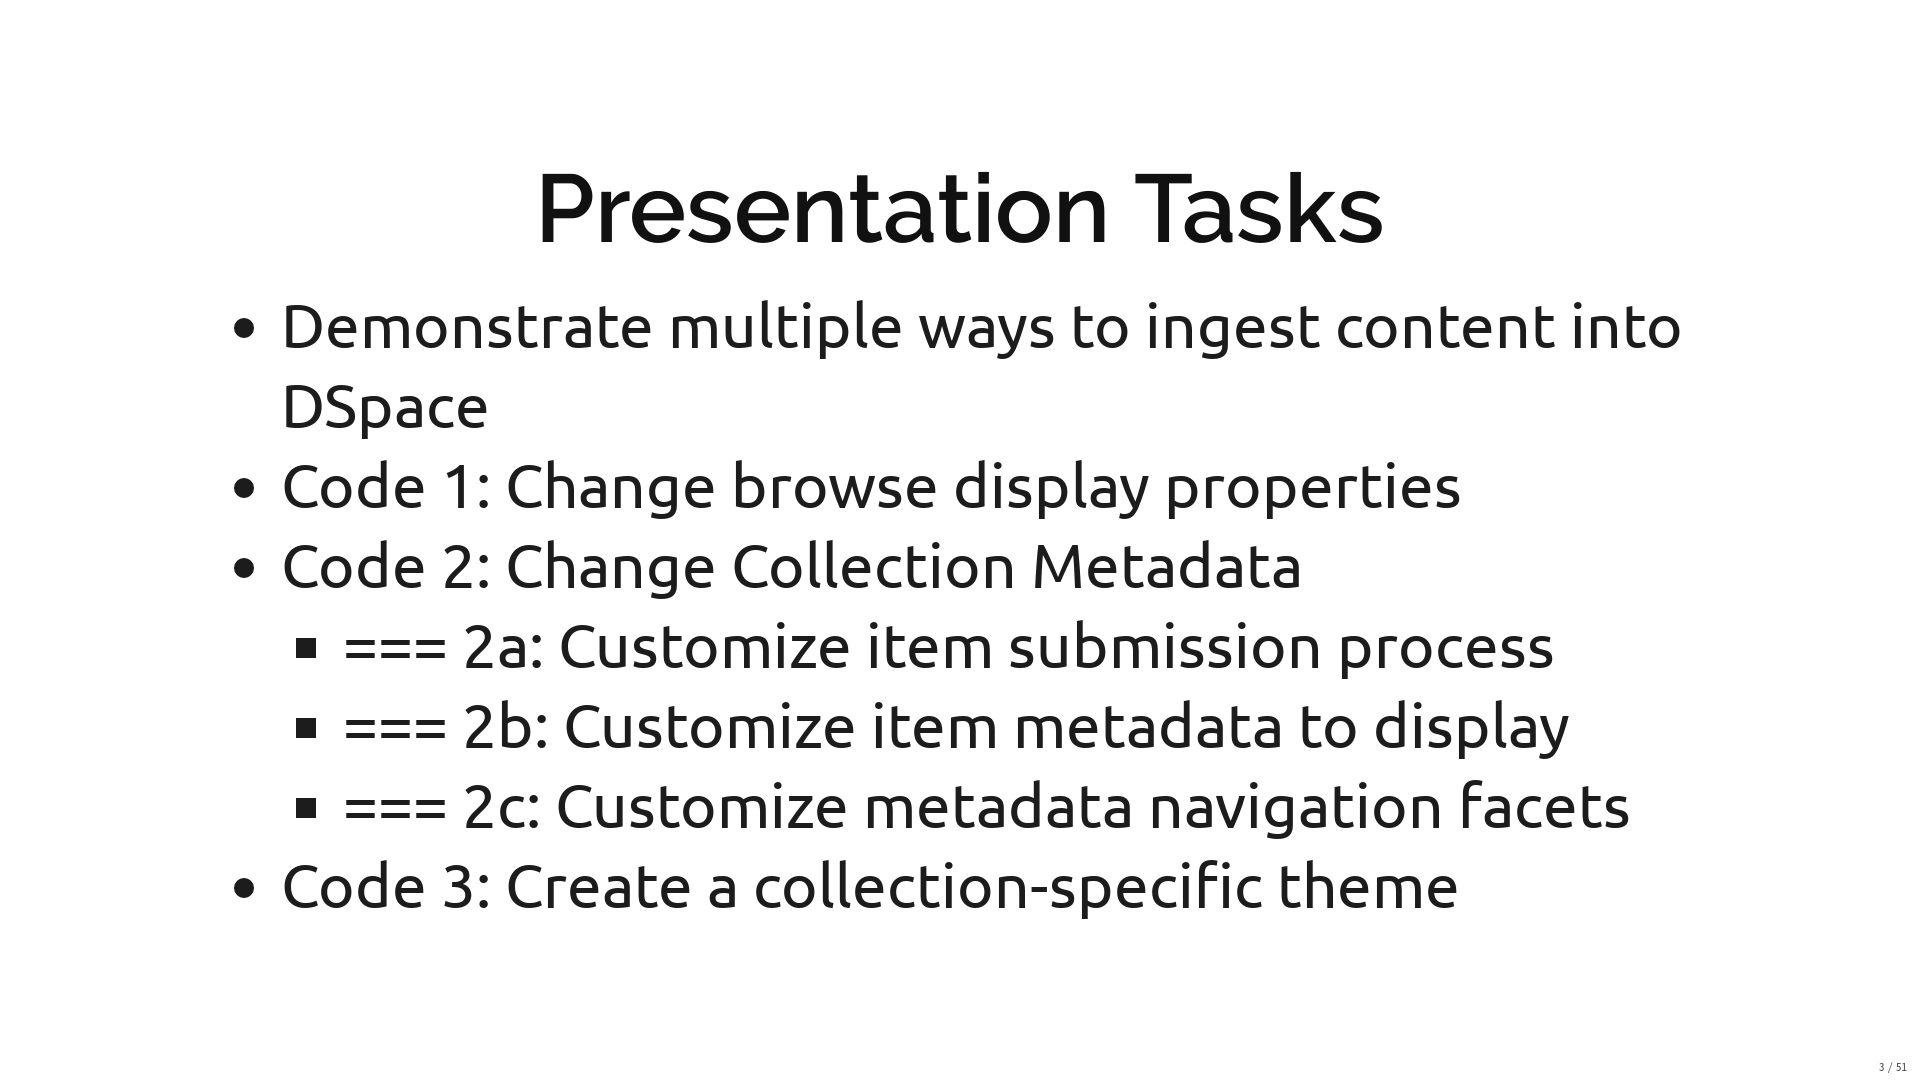 Presentation Tasks
• Demonstrate multiple ways to ingest content into
DSpace
• Code 1: Change browse display properties
• Code 2: Change Collection Metadata
▪ === 2a: Customize item submission process
▪ === 2b: Customize item metadata to display
▪ === 2c: Customize metadata navigation facets
• Code 3: Create a collection-specific theme
3 / 51